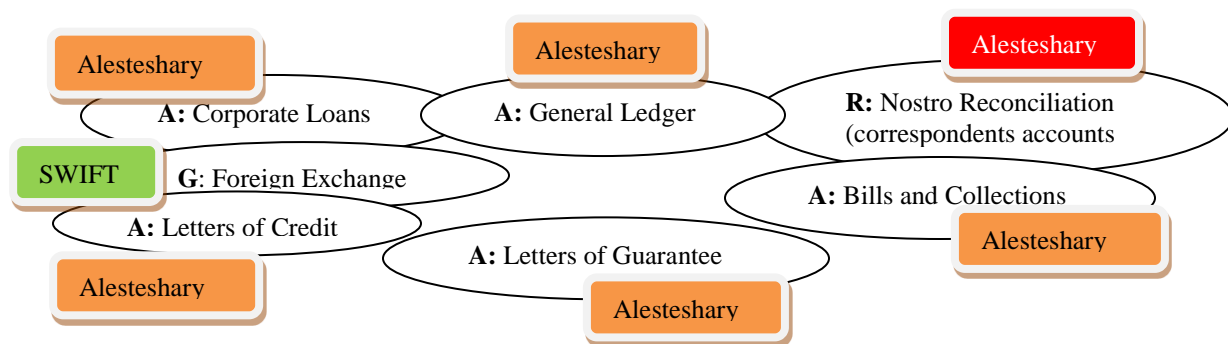 Alesteshary
Alesteshary
Alesteshary
A: Corporate Loans
A: General Ledger
R: Nostro Reconciliation
(correspondents accounts
SWIFT
G: Foreign Exchange
A: Bills and Collections
A: Letters of Credit
Alesteshary
A: Letters of Guarantee
Alesteshary
Alesteshary